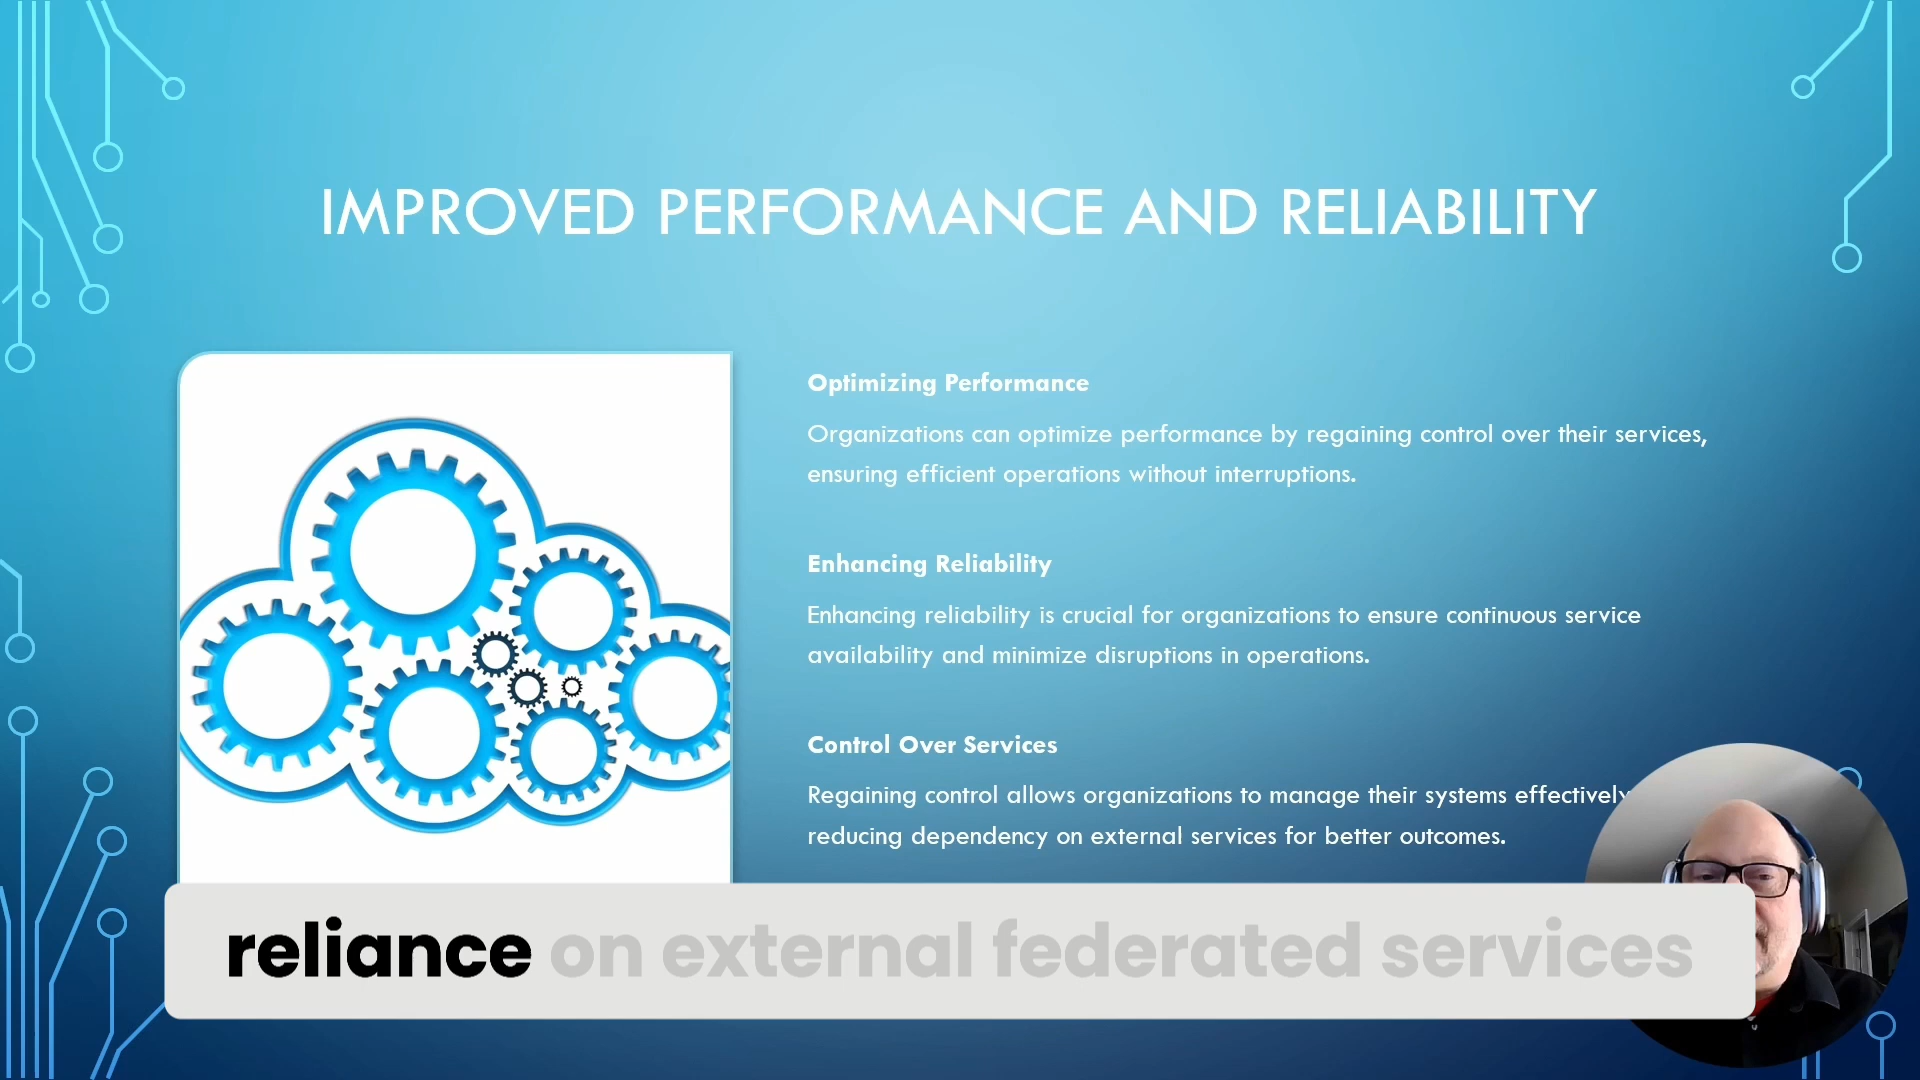 IMPROVED PERFORMANCE AND RELIABILITY
Optimizing Performance
Organizations can optimize performance by regaining control over their services,
ensuring efficient operations without interruptions.
Enhancing Reliability
Enhancing reliability is crucial for organizations to ensure continuous service
availability and minimize disruptions in operations.
Control Over Services
Regaining control allows organizations to manage their systems effectively
reducing dependency on external services for better outcomes.
reliance on external federated services